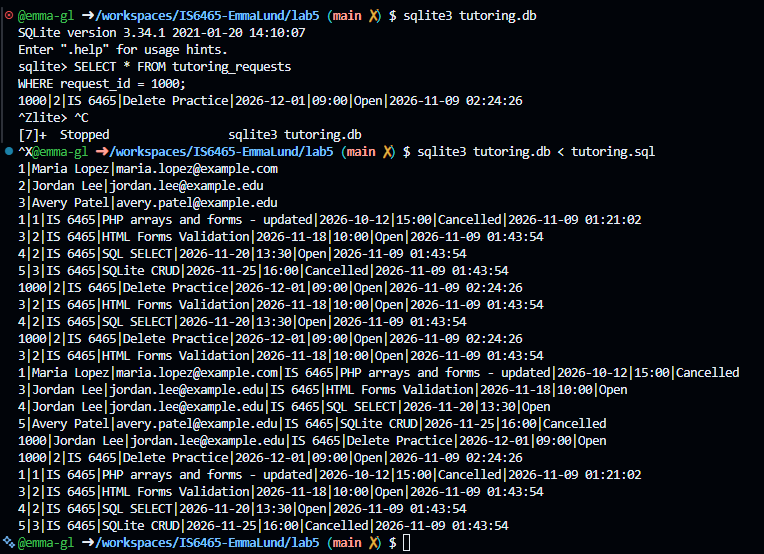 @emma-gl ➜/workspaces/IS6465-EmmaLund/lab5 (main ✗) $ sqlite3 tutoring.db
SQLite version 3.34.1 2021-01-20 14:10:07
Enter ".help" for usage hints.
sqlite> SELECT * FROM tutoring_requests
WHERE request_id = 1000;
1000|2|IS 6465|Delete Practice|2026-12-01|09:00|Open|2026-11-09 02:24:26
^Zlite> ^C
[7]+  Stopped                 sqlite3 tutoring.db
^X@emma-gl ➜/workspaces/IS6465-EmmaLund/lab5 (main ✗) $ sqlite3 tutoring.db < tutoring.sql
1|Maria Lopez|maria.lopez@example.com
2|Jordan Lee|jordan.lee@example.edu
3|Avery Patel|avery.patel@example.edu
1|1|IS 6465|PHP arrays and forms - updated|2026-10-12|15:00|Cancelled|2026-11-09 01:21:02
3|2|IS 6465|HTML Forms Validation|2026-11-18|10:00|Open|2026-11-09 01:43:54
4|2|IS 6465|SQL SELECT|2026-11-20|13:30|Open|2026-11-09 01:43:54
5|3|IS 6465|SQLite CRUD|2026-11-25|16:00|Cancelled|2026-11-09 01:43:54
1000|2|IS 6465|Delete Practice|2026-12-01|09:00|Open|2026-11-09 02:24:26
3|2|IS 6465|HTML Forms Validation|2026-11-18|10:00|Open|2026-11-09 01:43:54
4|2|IS 6465|SQL SELECT|2026-11-20|13:30|Open|2026-11-09 01:43:54
1000|2|IS 6465|Delete Practice|2026-12-01|09:00|Open|2026-11-09 02:24:26
3|2|IS 6465|HTML Forms Validation|2026-11-18|10:00|Open|2026-11-09 01:43:54
1|Maria Lopez|maria.lopez@example.com|IS 6465|PHP arrays and forms - updated|2026-10-12|15:00|Cancelled
3|Jordan Lee|jordan.lee@example.edu|IS 6465|HTML Forms Validation|2026-11-18|10:00|Open
4|Jordan Lee|jordan.lee@example.edu|IS 6465|SQL SELECT|2026-11-20|13:30|Open
5|Avery Patel|avery.patel@example.edu|IS 6465|SQLite CRUD|2026-11-25|16:00|Cancelled
1000|Jordan Lee|jordan.lee@example.edu|IS 6465|Delete Practice|2026-12-01|09:00|Open
1000|2|IS 6465|Delete Practice|2026-12-01|09:00|Open|2026-11-09 02:24:26
1|1|IS 6465|PHP arrays and forms - updated|2026-10-12|15:00|Cancelled|2026-11-09 01:21:02
3|2|IS 6465|HTML Forms Validation|2026-11-18|10:00|Open|2026-11-09 01:43:54
4|2|IS 6465|SQL SELECT|2026-11-20|13:30|Open|2026-11-09 01:43:54
5|3|IS 6465|SQLite CRUD|2026-11-25|16:00|Cancelled|2026-11-09 01:43:54
@emma-gl ➜/workspaces/IS6465-EmmaLund/lab5 (main ✗) $